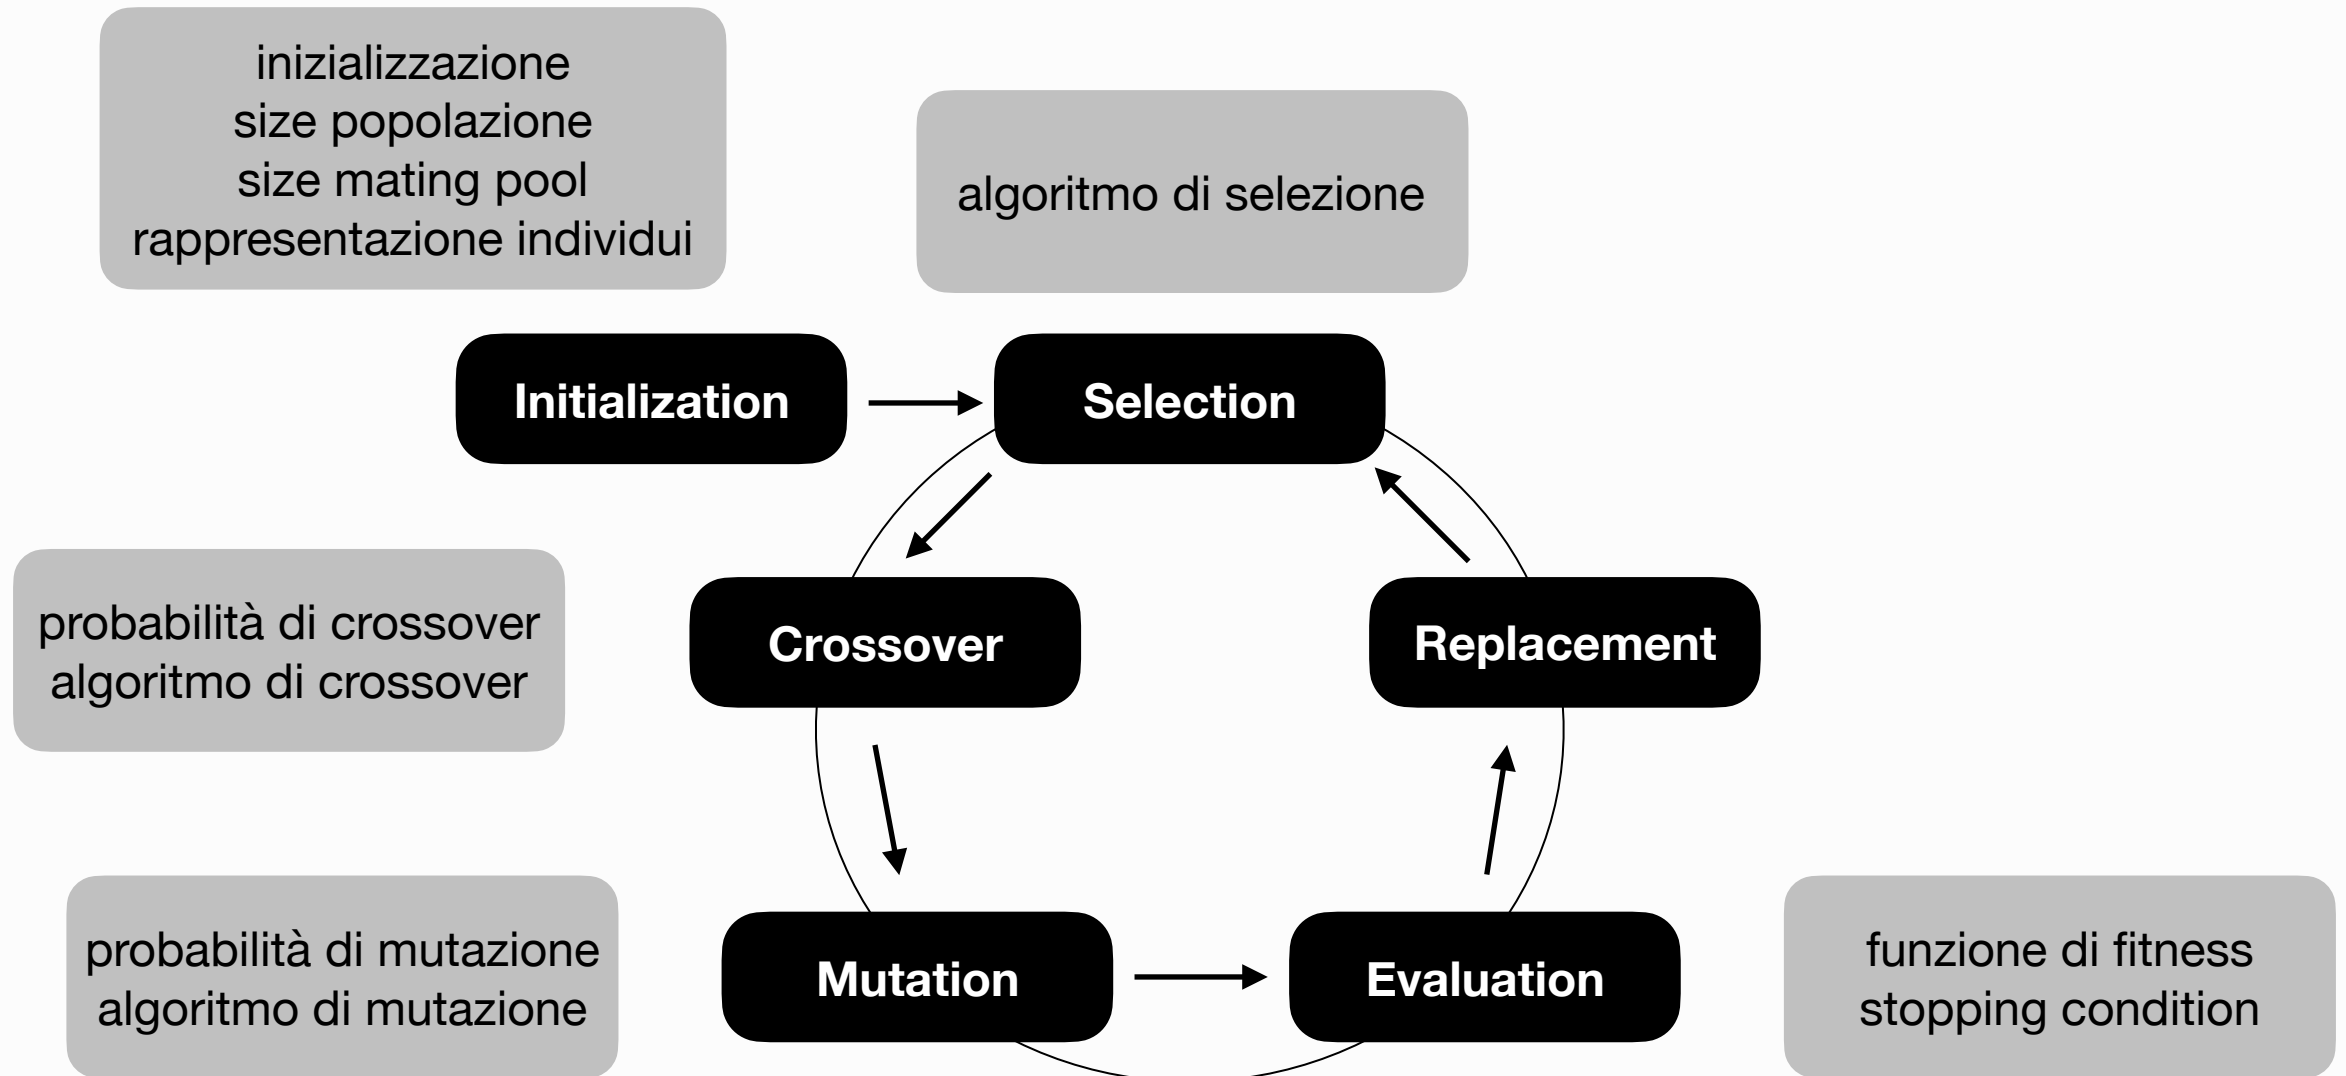 inizializzazione
size popolazione
size mating pool
rappresentazione individui
algoritmo di selezione
Initialization
Selection
probabilità di crossover
algoritmo di crossover
Crossover
Replacement
probabilità di mutazione
algoritmo di mutazione
Mutation
Evaluation
funzione di fitness
stopping condition